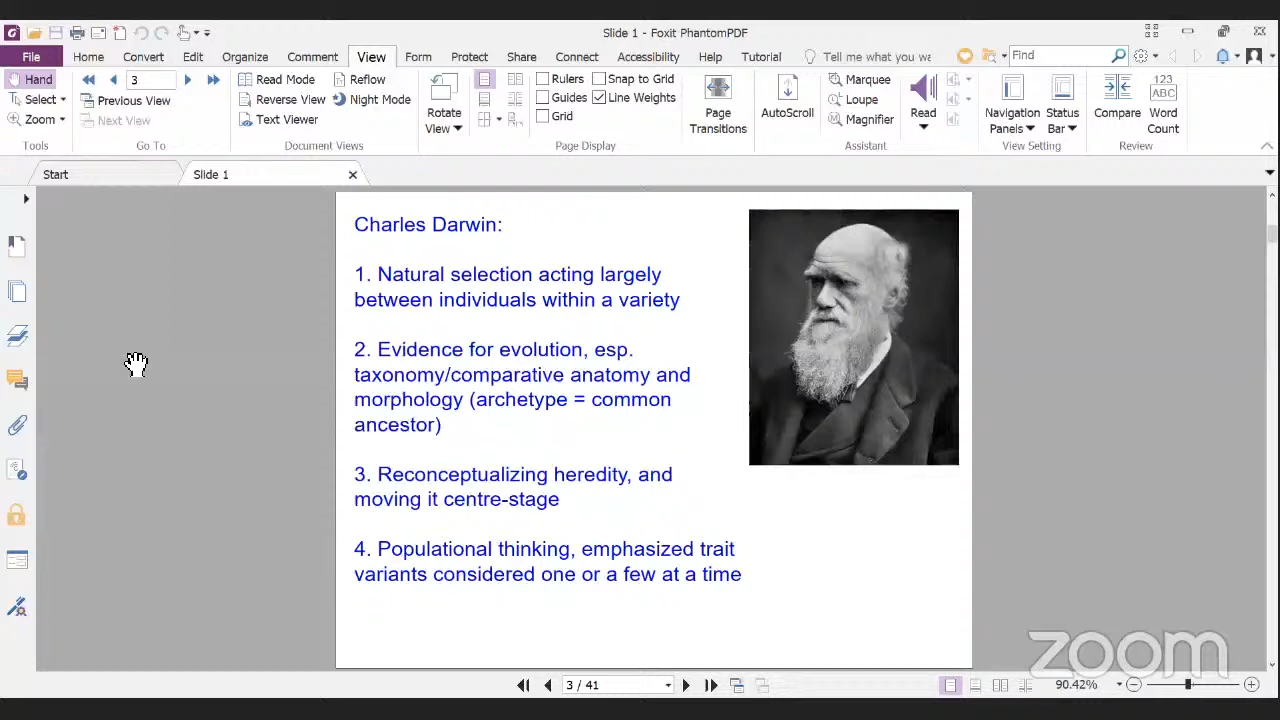 Slide 1 - Foxit PhantomPDF
File Home Convert Edit Organize Comment View Form Protect Share Connect Accessibility Help Tutorial Tell me what you wa Find
Hand 3 Read Mode Reflow Rulers Snap to Grid Marquee
Select Previous View Reverse View Night Mode Guides Line Weights Loupe
Zoom Next View Text Viewer Grid Magnifier
Rotate View Page Transitions AutoScroll Read Navigation Panels Status Bar Compare 123 ABC Word Count
Tools Go To Document Views Page Display Assistant View Setting Review
Start Slide 1
Charles Darwin:
1. Natural selection acting largely
between individuals within a variety
2. Evidence for evolution, esp.
taxonomy/comparative anatomy and
morphology (archetype = common
ancestor)
3. Reconceptualizing heredity, and
moving it centre-stage
4. Populational thinking, emphasized trait
variants considered one or a few at a time
zoom
3 / 41 90.42%